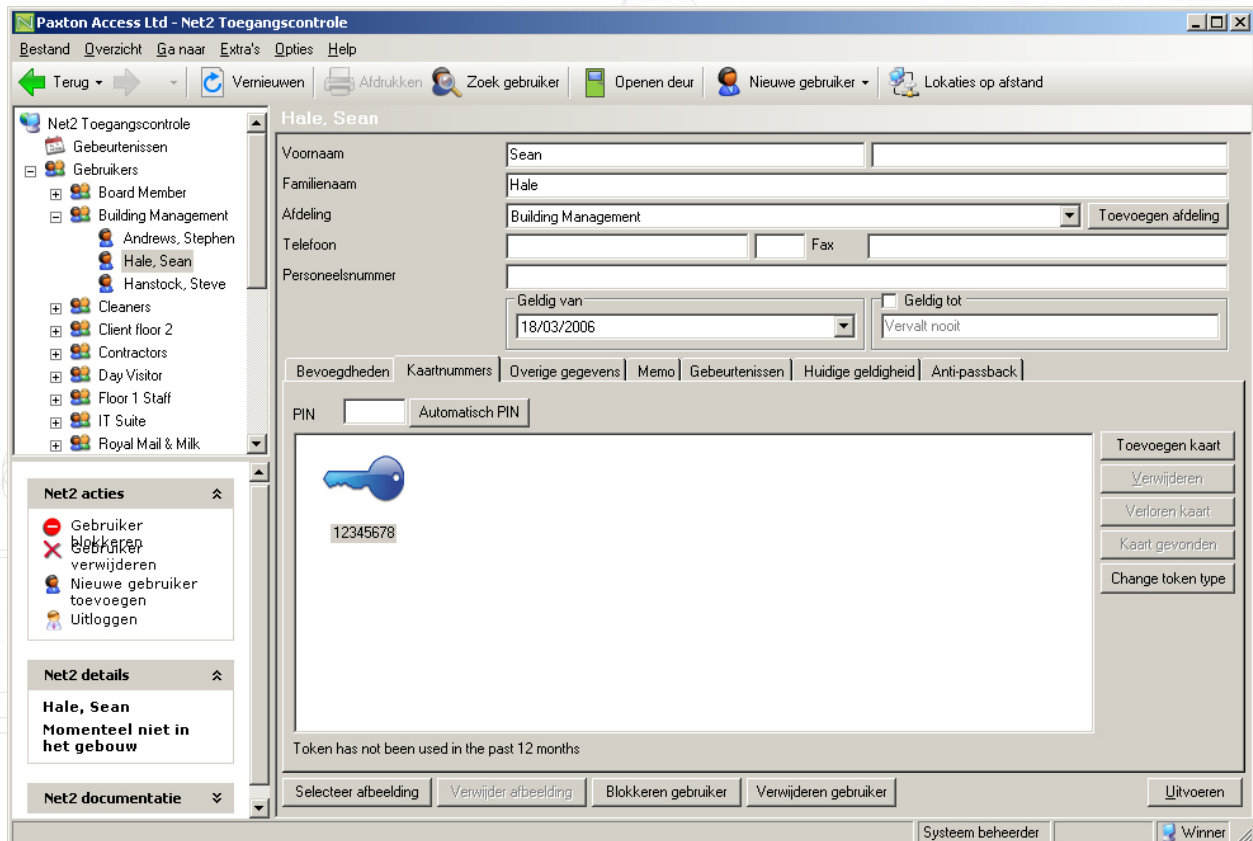 Paxton Access Ltd - Net2 Toegangscontrole
Bestand Overzicht Ga naar Extra's Opties Help
Terug Vernieuwen Afdrukken Zoek gebruiker Openen deur Nieuwe gebruiker Lokaties op afstand
Net2 Toegangscontrole
Gebeurtenissen
Gebruikers
Board Member
Building Management
Andrews, Stephen
Hale, Sean
Hanstock, Steve
Cleaners
Client floor 2
Contractors
Day Visitor
Floor 1 Staff
IT Suite
Royal Mail & Milk
Net2 acties
Gebruiker
blokkeren
Gebruiker
verwijderen
Nieuwe gebruiker
toevoegen
Uitloggen
Net2 details
Hale, Sean
Momenteel niet in
het gebouw
Net2 documentatie
Hale, Sean
Voornaam Sean
Familienaam Hale
Afdeling Building Management Toevoegen afdeling
Telefoon Fax
Personeelsnummer
Geldig van Geldig tot
18/03/2006 Vervalt nooit
Bevoegdheden Kaartnummers Overige gegevens Memo Gebeurtenissen Huidige geldigheid Anti-passback
PIN Automatisch PIN
12345678
Toevoegen kaart
Verwijderen
Verloren kaart
Kaart gevonden
Change token type
Token has not been used in the past 12 months
Selecteer afbeelding Verwijder afbeelding Blokkeren gebruiker Verwijderen gebruiker Uitvoeren
Systeem beheerder Winner